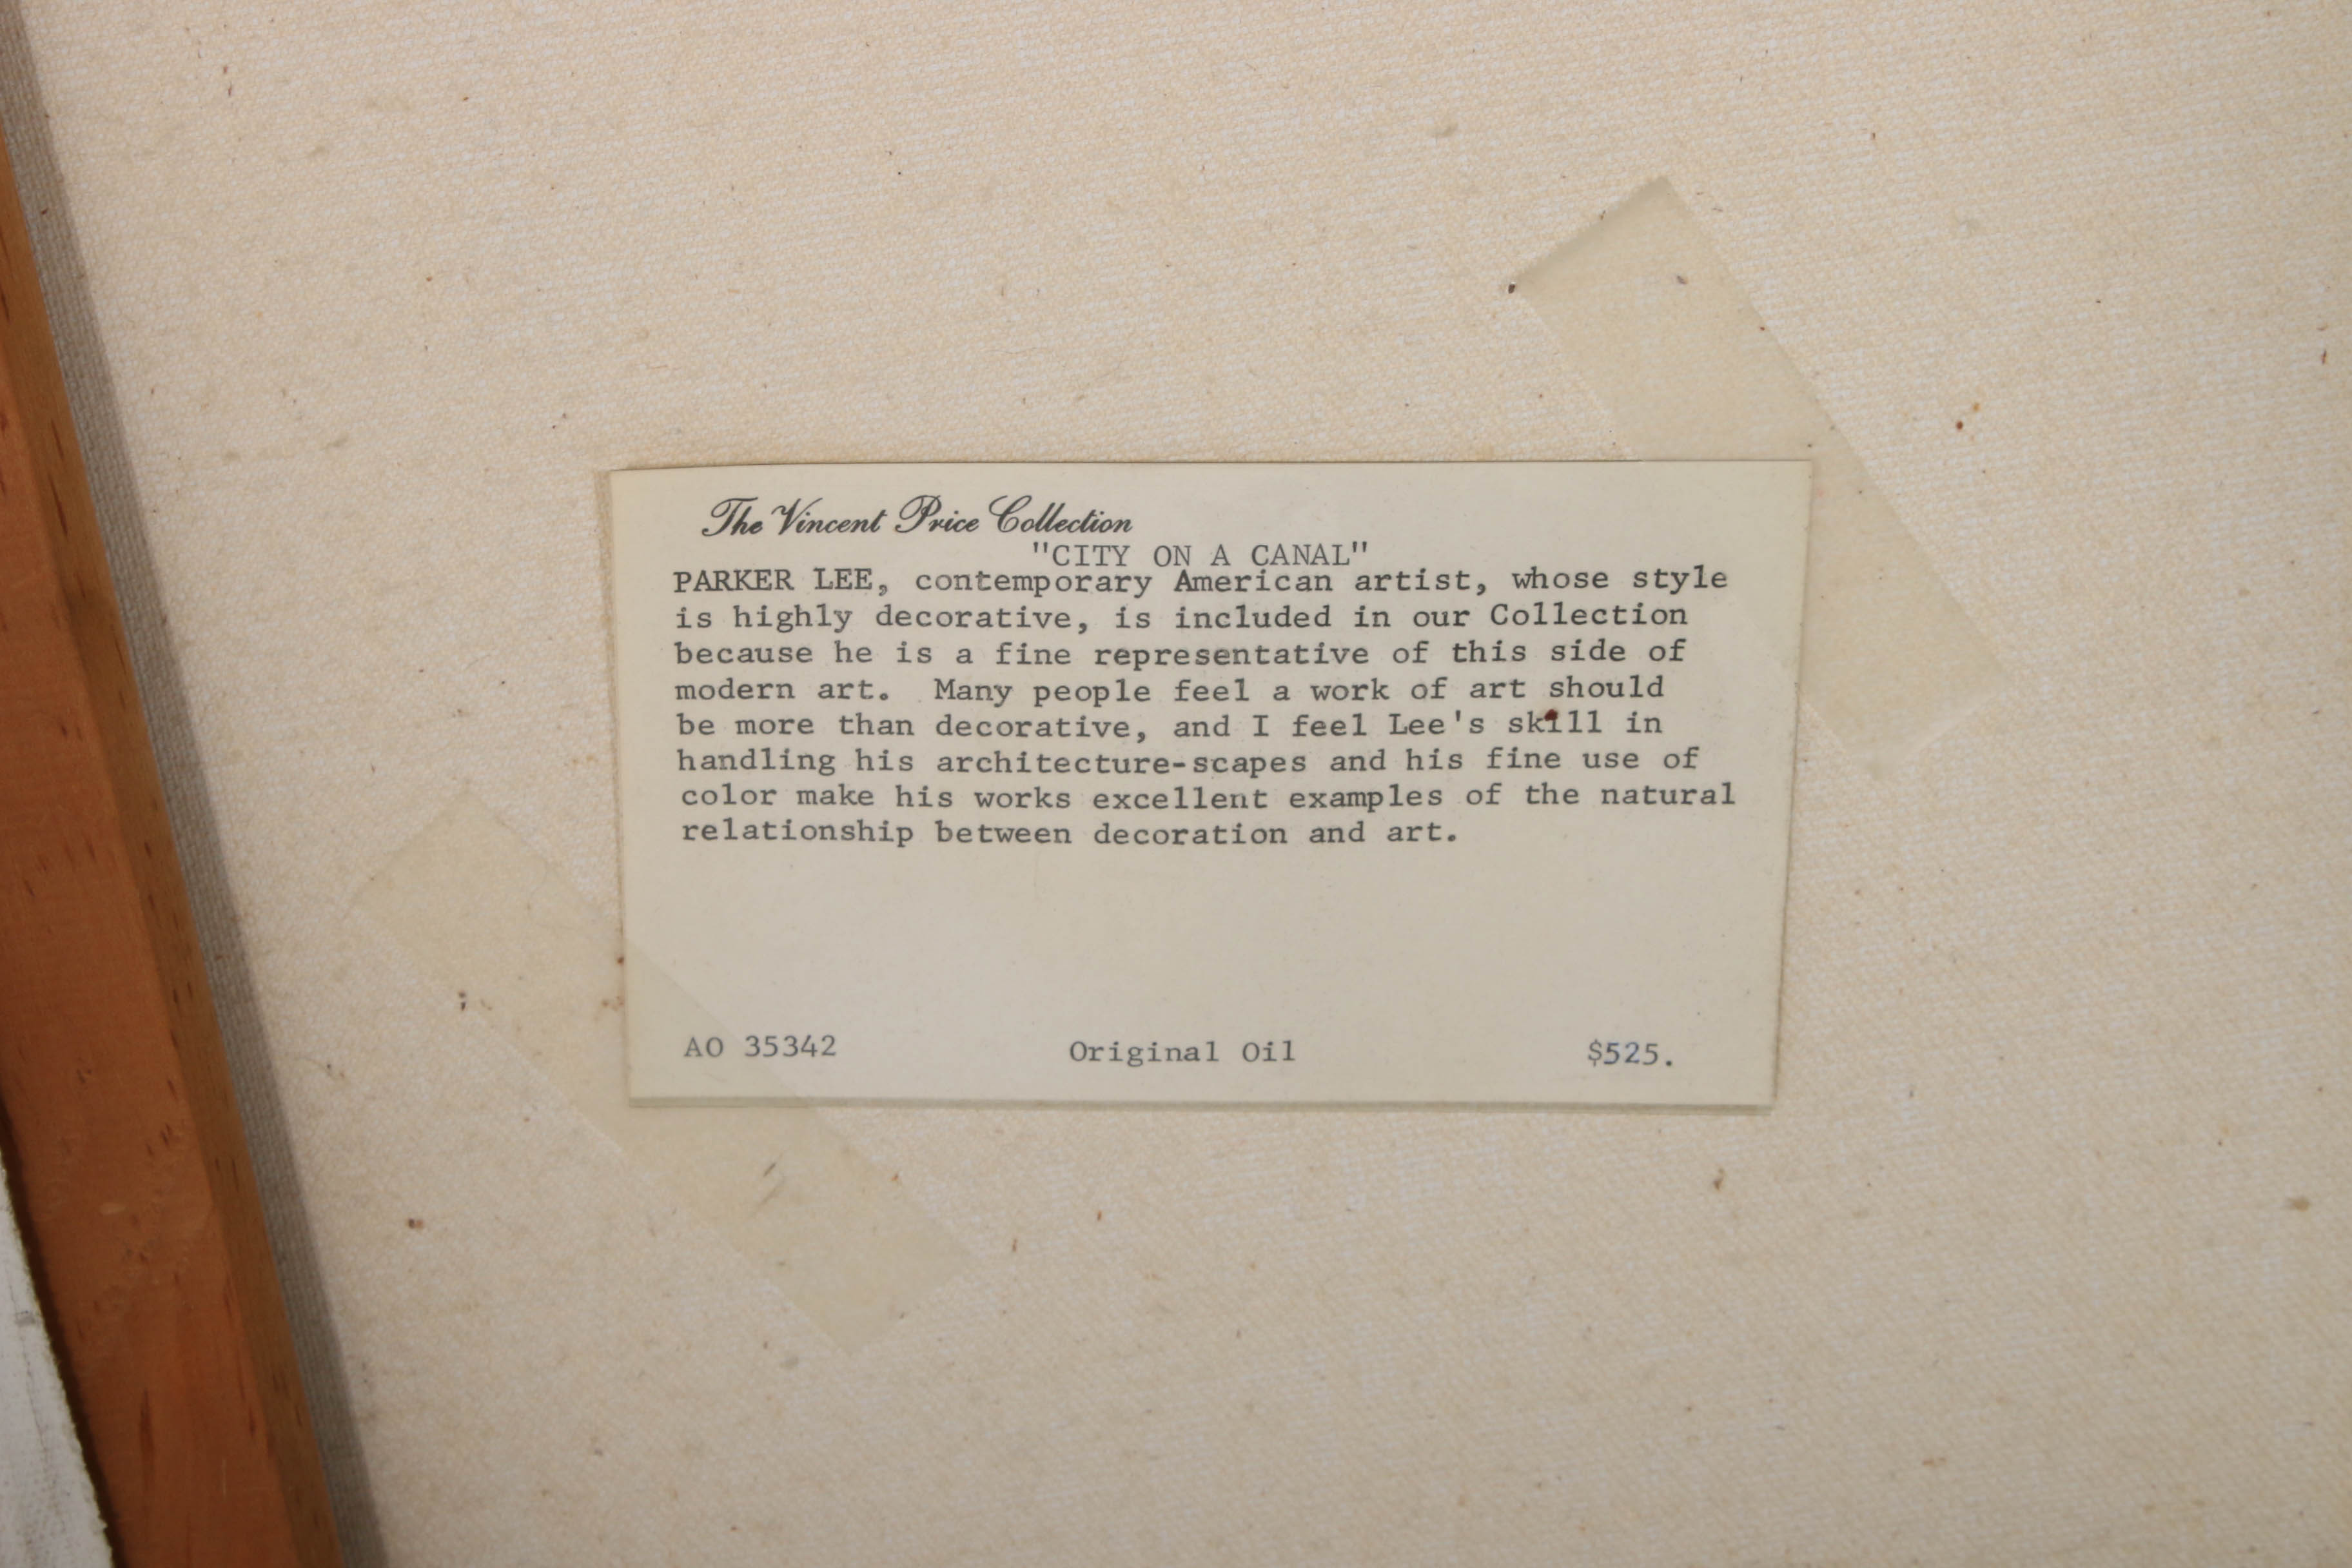 The Vincent Price Collection
"CITY ON A CANAL"
PARKER LEE, contemporary American artist, whose style
is highly decorative, is included in our Collection
because he is a fine representative of this side of
modern art. Many people feel a work of art should
be more than decorative, and I feel Lee's skill in
handling his architecture-scapes and his fine use of
color make his works excellent examples of the natural
relationship between decoration and art.
AO 35342 Original Oil $525.